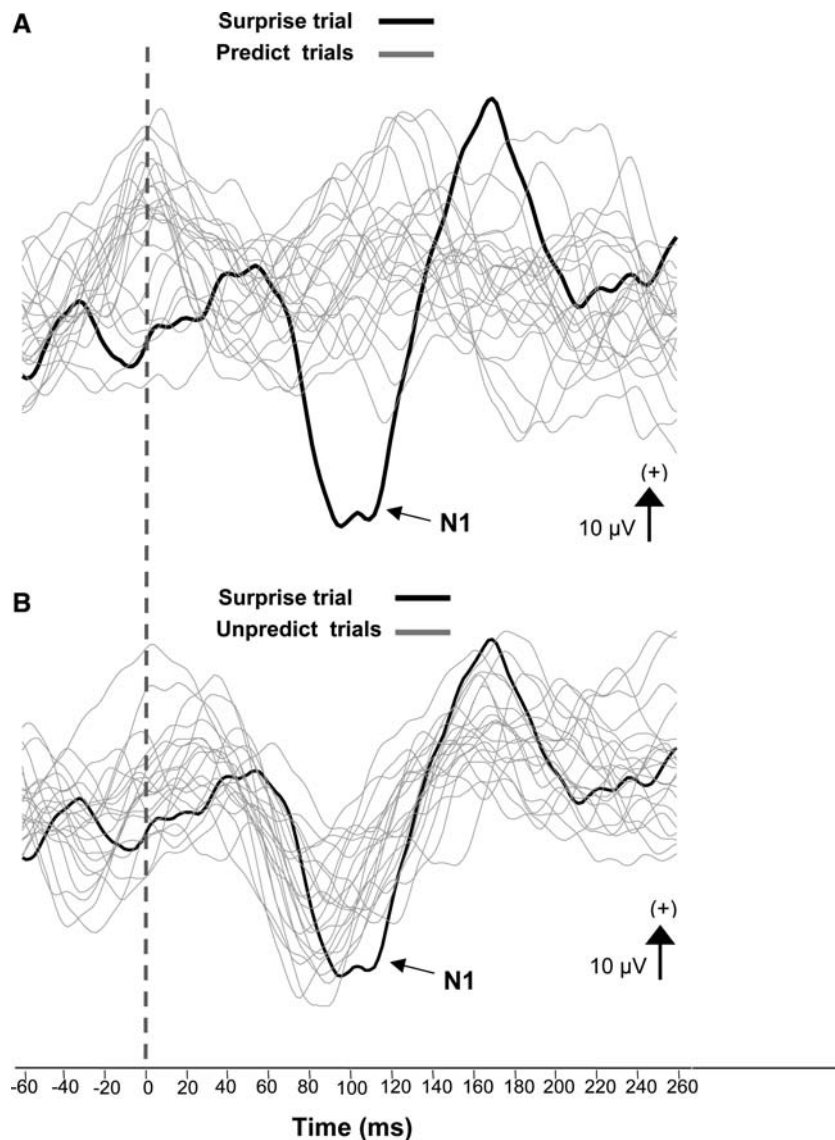 A
Surprise trial
Predict trials
N1
(+)
10 µV
B
Surprise trial
Unpredict trials
N1
(+)
10 µV
-60 -40 -20 0 20 40 60 80 100 120 140 160 180 200 220 240 260
Time (ms)